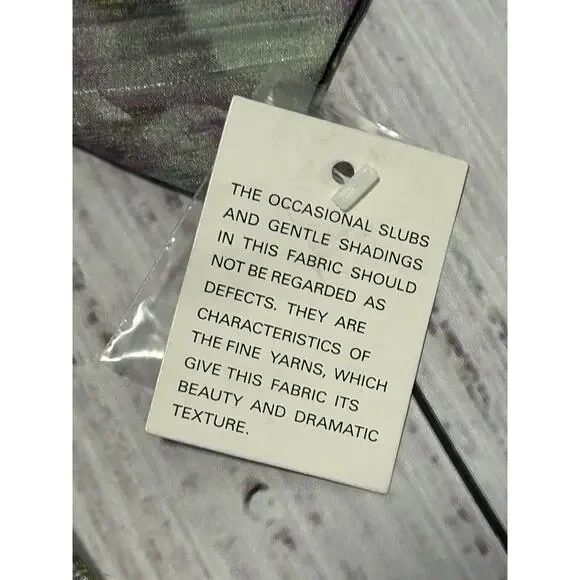 THE OCCASIONAL SLUBS
AND GENTLE SHADINGS
IN THIS FABRIC SHOULD
NOT BE REGARDED AS
DEFECTS. THEY ARE
CHARACTERISTICS OF
THE FINE YARNS, WHICH
GIVE THIS FABRIC ITS
BEAUTY AND DRAMATIC
TEXTURE.